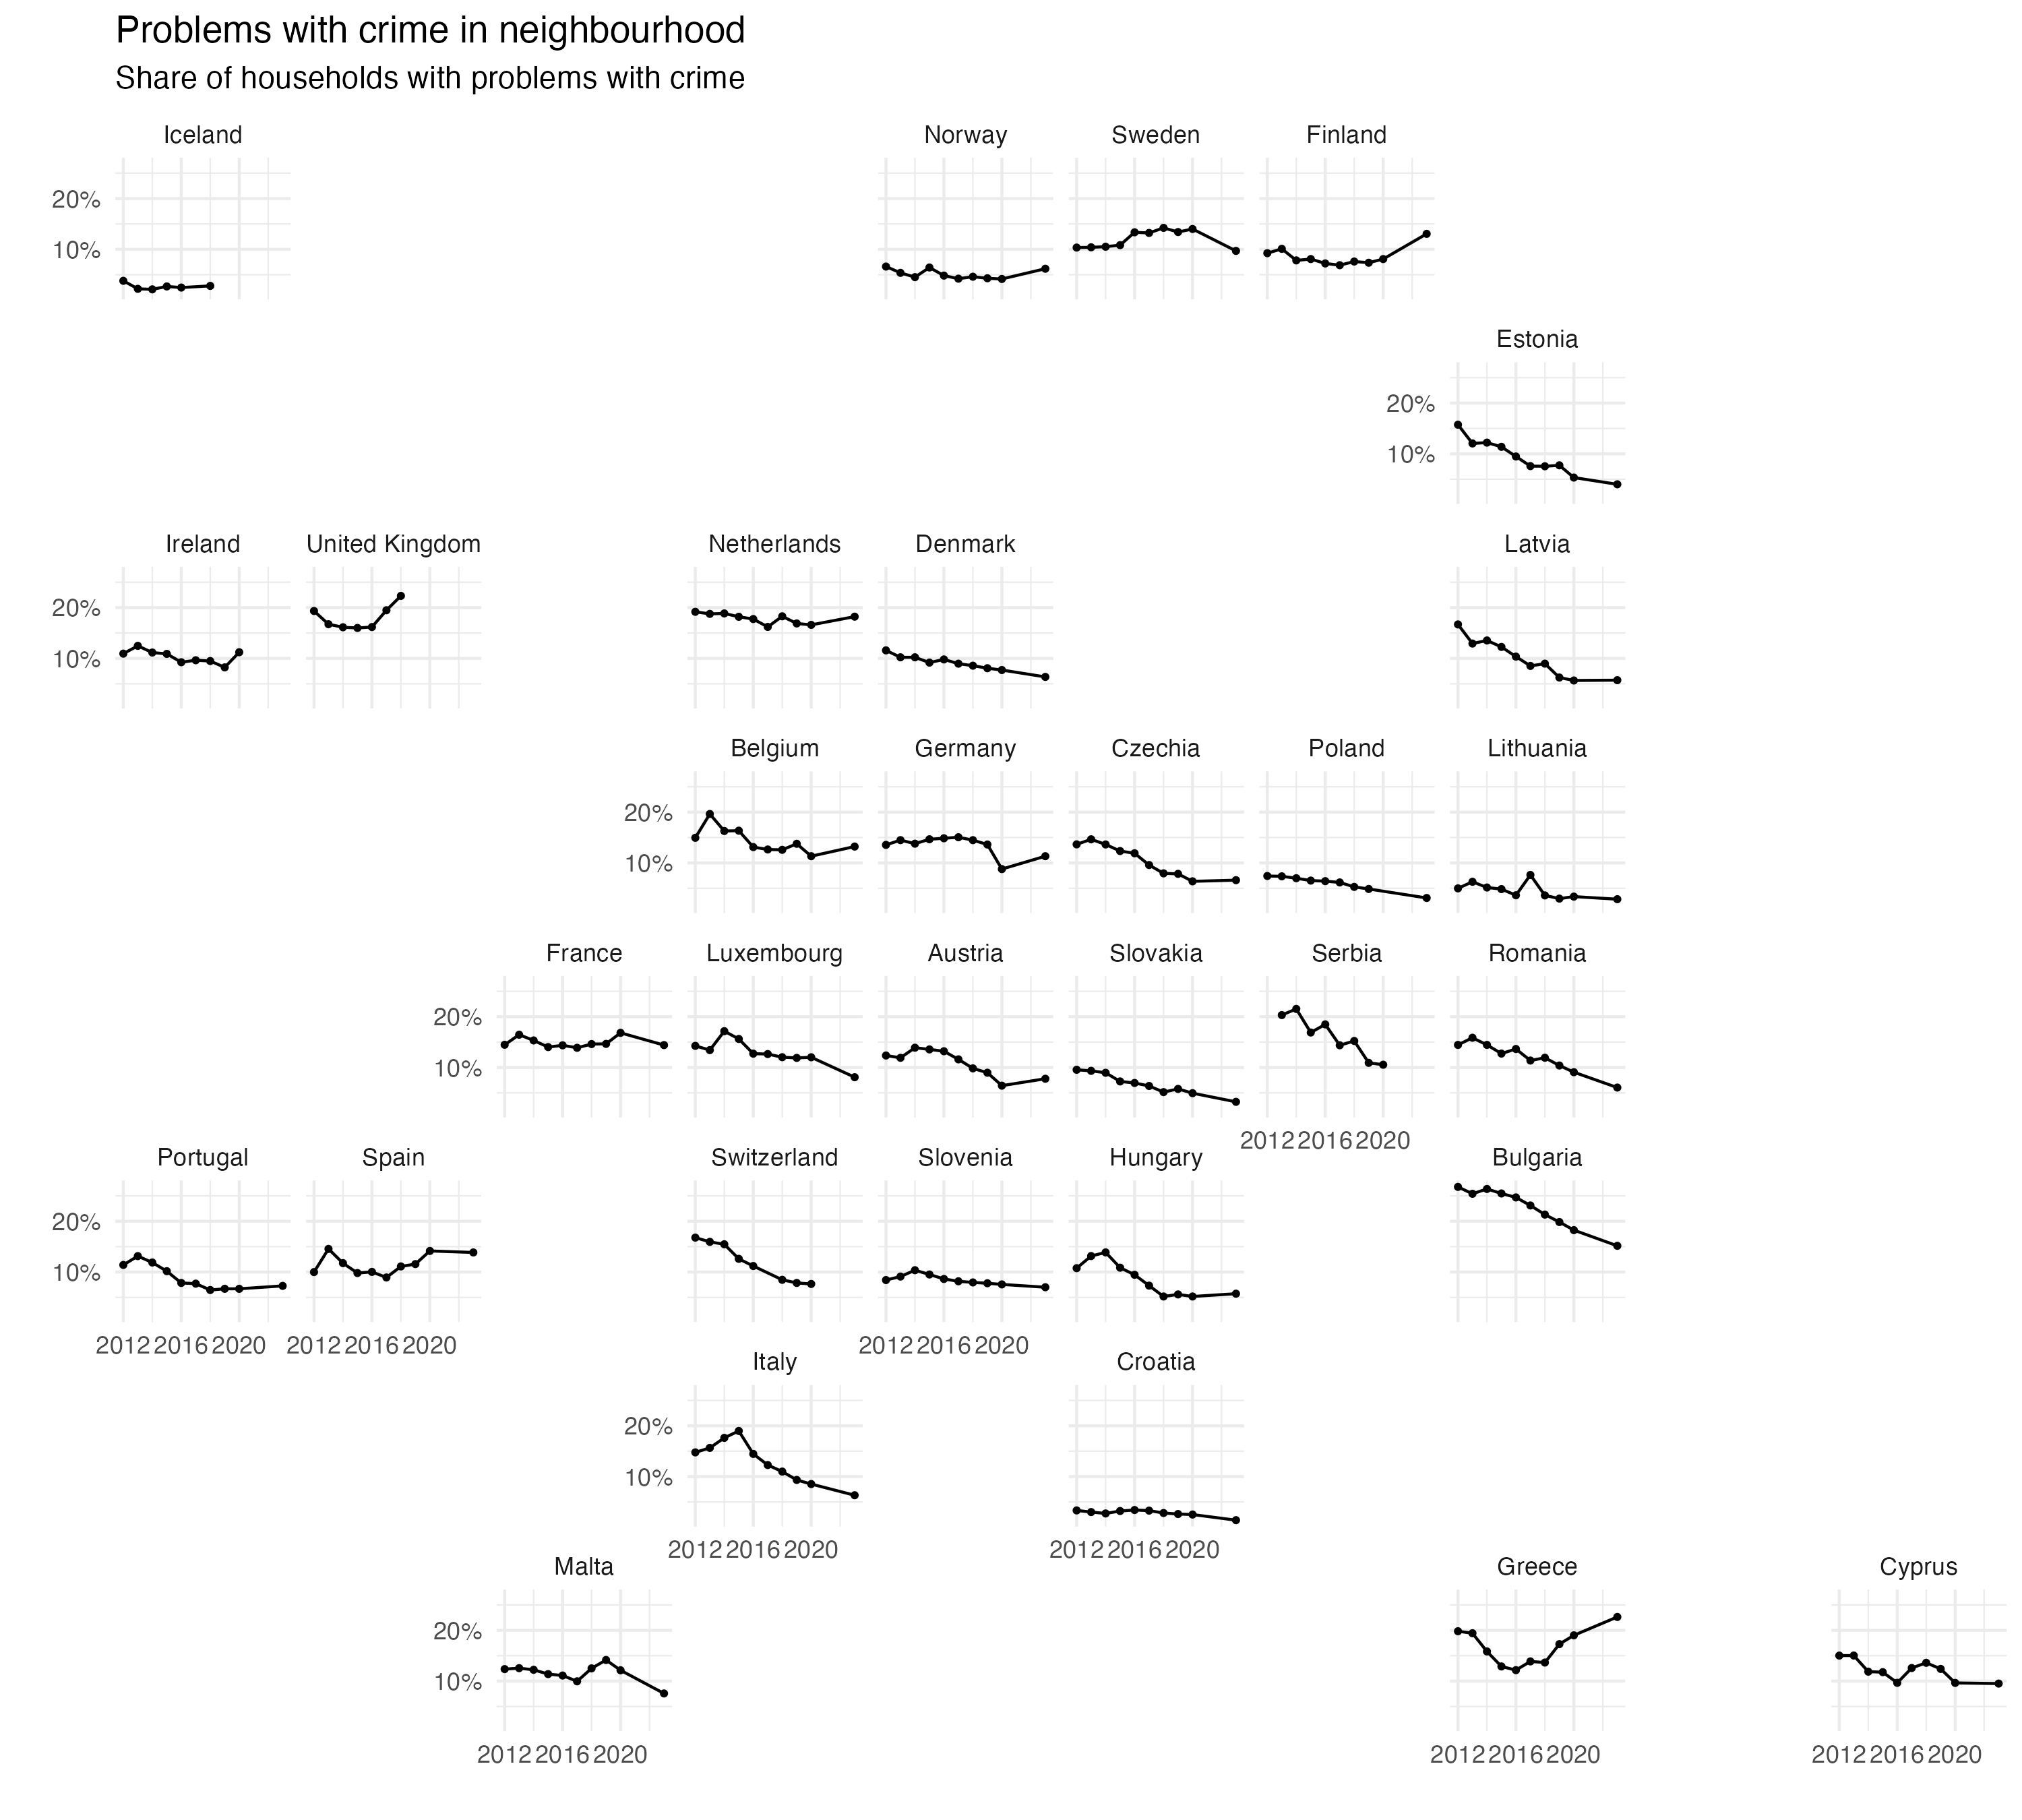 Problems with crime in neighbourhood
Share of households with problems with crime
Iceland
Norway
Sweden
Finland
20%
10%
Estonia
20%
10%
Ireland
United Kingdom
Netherlands
Denmark
Latvia
20%
10%
Belgium
Germany
Czechia
Poland
Lithuania
20%
10%
France
Luxembourg
Austria
Slovakia
Serbia
Romania
20%
10%
2012 2016 2020
Portugal
Spain
Switzerland
Slovenia
Hungary
Bulgaria
20%
10%
2012 2016 2020
2012 2016 2020
2012 2016 2020
Italy
Croatia
20%
10%
2012 2016 2020
2012 2016 2020
Malta
Greece
Cyprus
20%
10%
2012 2016 2020
2012 2016 2020
2012 2016 2020